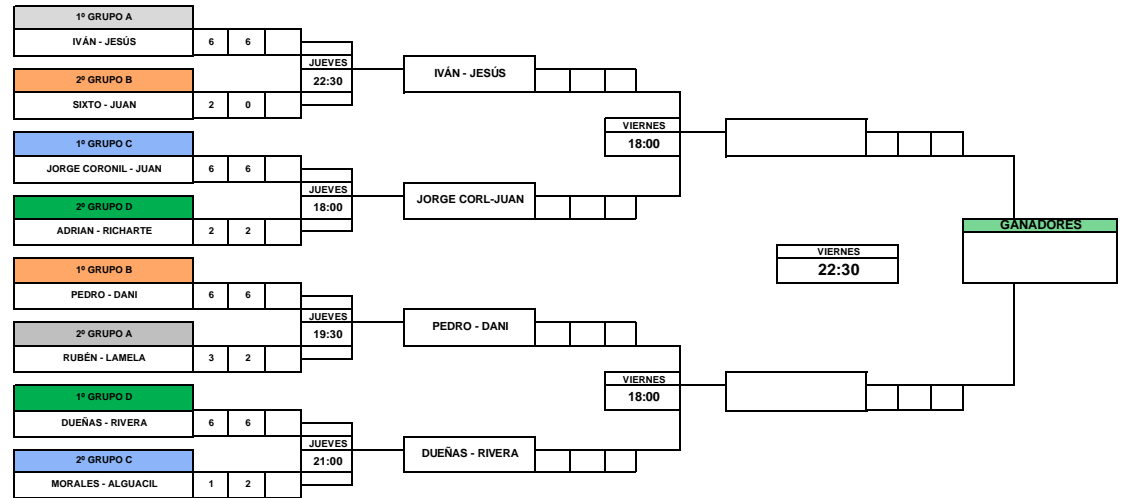 1º GRUPO A
IVÁN - JESÚS 6 6
JUEVES
22:30
2º GRUPO B
SIXTO - JUAN 2 0
IVÁN - JESÚS
VIERNES
18:00
1º GRUPO C
JORGE CORONIL - JUAN 6 6
JUEVES
18:00
2º GRUPO D
ADRIAN - RICHARTE 2 2
JORGE CORL-JUAN
GANADORES
VIERNES
22:30
1º GRUPO B
PEDRO - DANI 6 6
JUEVES
19:30
2º GRUPO A
RUBÉN - LAMELA 3 2
PEDRO - DANI
VIERNES
18:00
1º GRUPO D
DUEÑAS - RIVERA 6 6
JUEVES
21:00
2º GRUPO C
MORALES - ALGUACIL 1 2
DUEÑAS - RIVERA